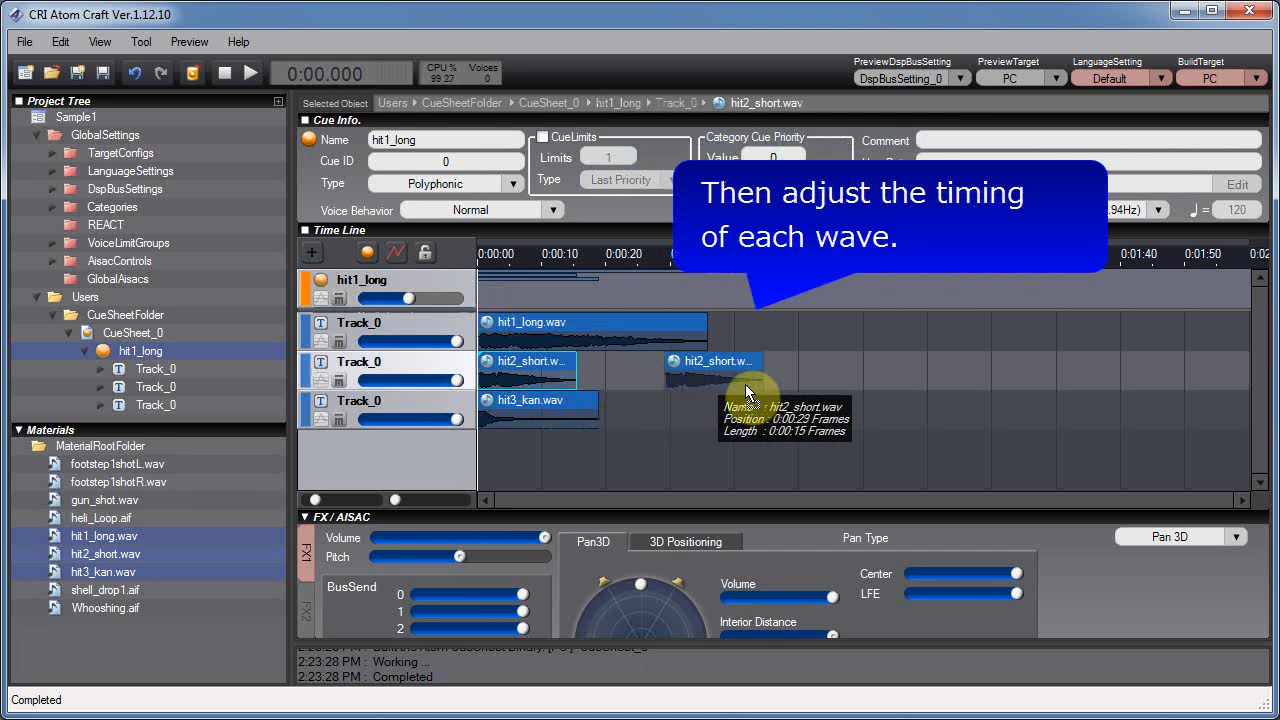 CRI Atom Craft Ver.1.12.10
File Edit View Tool Preview Help
0:00.000
CPU % Voices
99.27 0
PreviewDspBusSetting PreviewTarget LanguageSetting BuildTarget
DspBusSetting_0 PC Default PC
Project Tree
Sample1
GlobalSettings
TargetConfigs
LanguageSettings
DspBusSettings
Categories
REACT
VoiceLimitGroups
AisacControls
GlobalAisacs
Users
CueSheetFolder
CueSheet_0
hit1_long
Track_0
Track_0
Track_0
Materials
MaterialRootFolder
footstep1shotL.wav
footstep1shotR.wav
gun_shot.wav
heli_Loop.aif
hit1_long.wav
hit2_short.wav
hit3_kan.wav
shell_drop1.aif
Whooshing.aif
Selected Object Users CueSheetFolder CueSheet_0 hit1_long Track_0 hit2_short.wav
Cue Info.
Name hit1_long
Cue ID 0
Type Polyphonic
Voice Behavior Normal
CueLimits
Limits 1
Type Last Priority
Category Cue Priority
Value 0
Comment
Edit
.94Hz) 120
Then adjust the timing
of each wave.
Time Line
0:00:00 0:00:10 0:00:20 0:01:40 0:01:50
hit1_long
Track_0 hit1_long.wav
Track_0 hit2_short.w... hit2_short.w...
Track_0 hit3_kan.wav
Name : hit2_short.wav
Position : 0:00:29 Frames
Length : 0:00:15 Frames
FX / AISAC
FX1
FX2
Volume
Pitch
BusSend
0
1
2
Pan3D 3D Positioning
Pan Type Pan 3D
Volume
Interior Distance
Center
LFE
2:23:28 PM : Working ...
2:23:28 PM : Completed
Completed